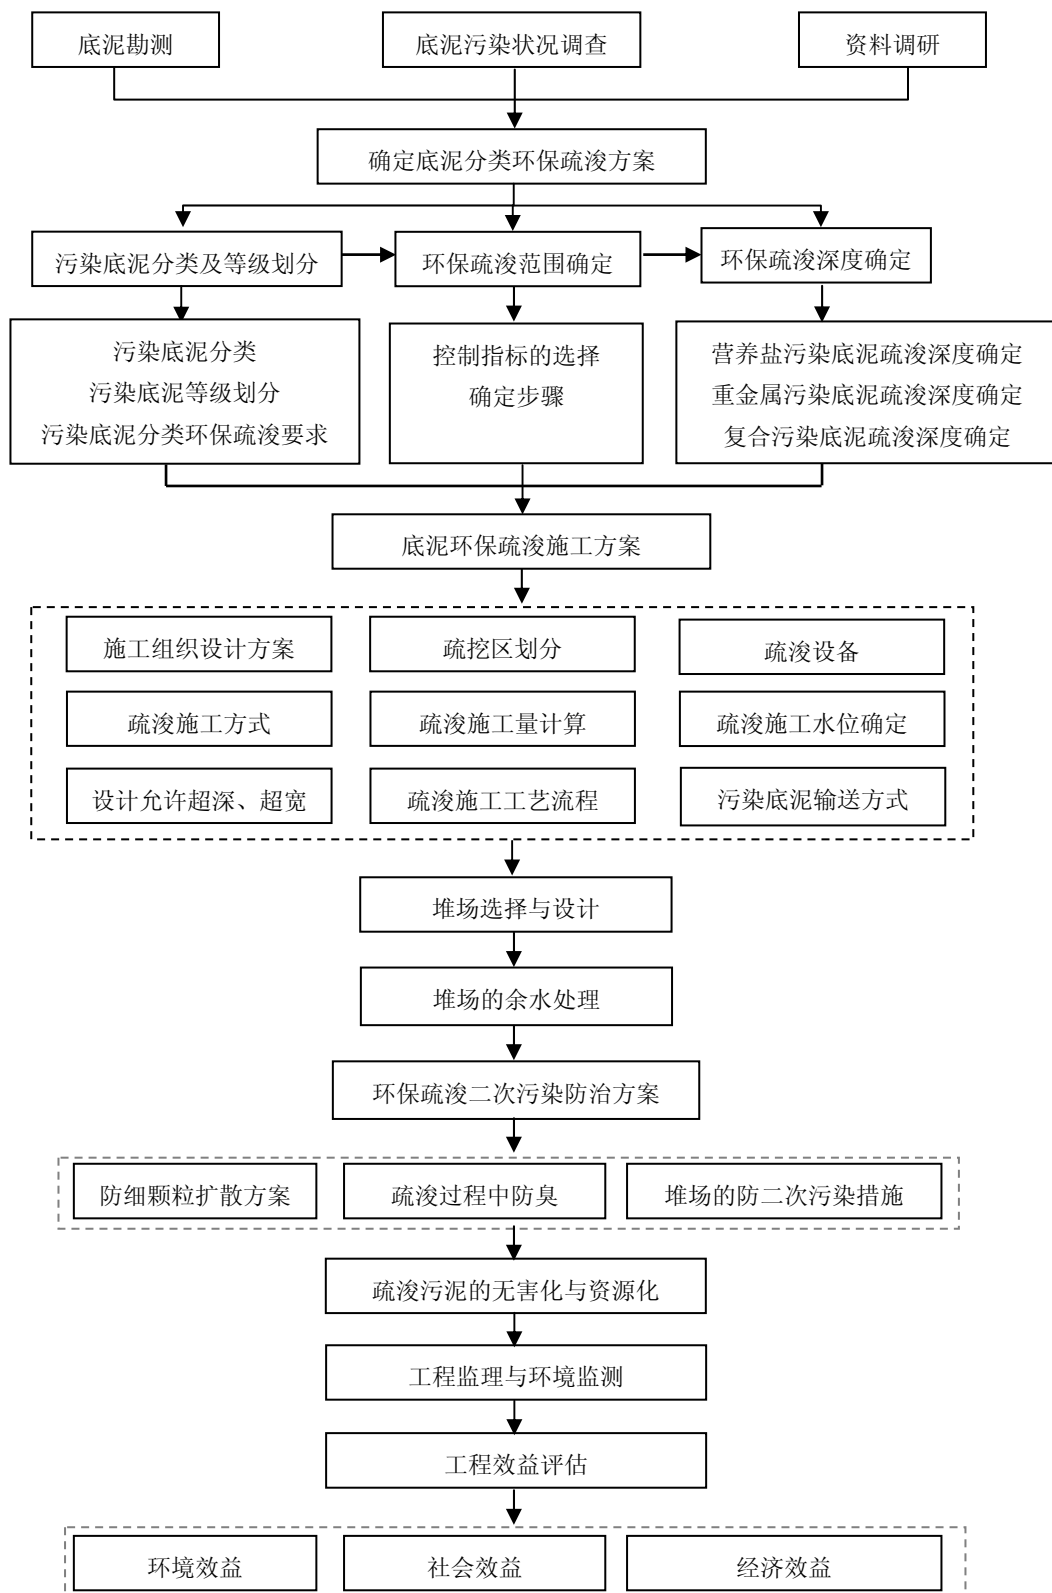 底泥勘测
底泥污染状况调查
资料调研
确定底泥分类环保疏浚方案
污染底泥分类及等级划分
环保疏浚范围确定
环保疏浚深度确定
污染底泥分类
污染底泥等级划分
污染底泥分类环保疏浚要求
控制指标的选择
确定步骤
营养盐污染底泥疏浚深度确定
重金属污染底泥疏浚深度确定
复合污染底泥疏浚深度确定
底泥环保疏浚施工方案
施工组织设计方案
疏挖区划分
疏浚设备
疏浚施工方式
疏浚施工量计算
疏浚施工水位确定
设计允许超深、超宽
疏浚施工工艺流程
污染底泥输送方式
堆场选择与设计
堆场的余水处理
环保疏浚二次污染防治方案
防细颗粒扩散方案
疏浚过程中防臭
堆场的防二次污染措施
疏浚污泥的无害化与资源化
工程监理与环境监测
工程效益评估
环境效益
社会效益
经济效益